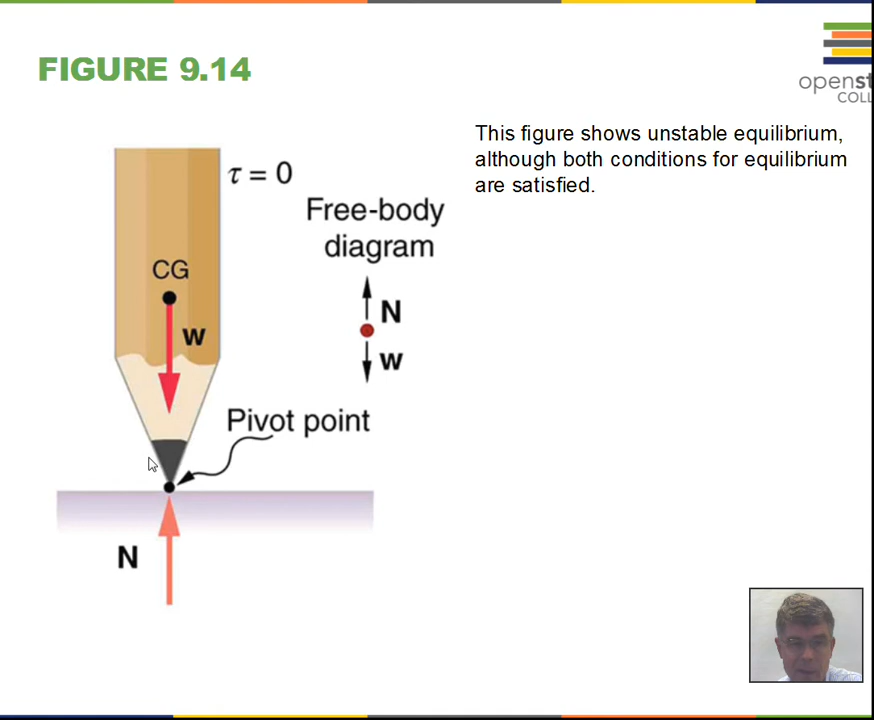 FIGURE 9.14
openst
COLL
This figure shows unstable equilibrium,
although both conditions for equilibrium
are satisfied.
τ = 0
Free-body
diagram
CG
N
w
w
Pivot point
N